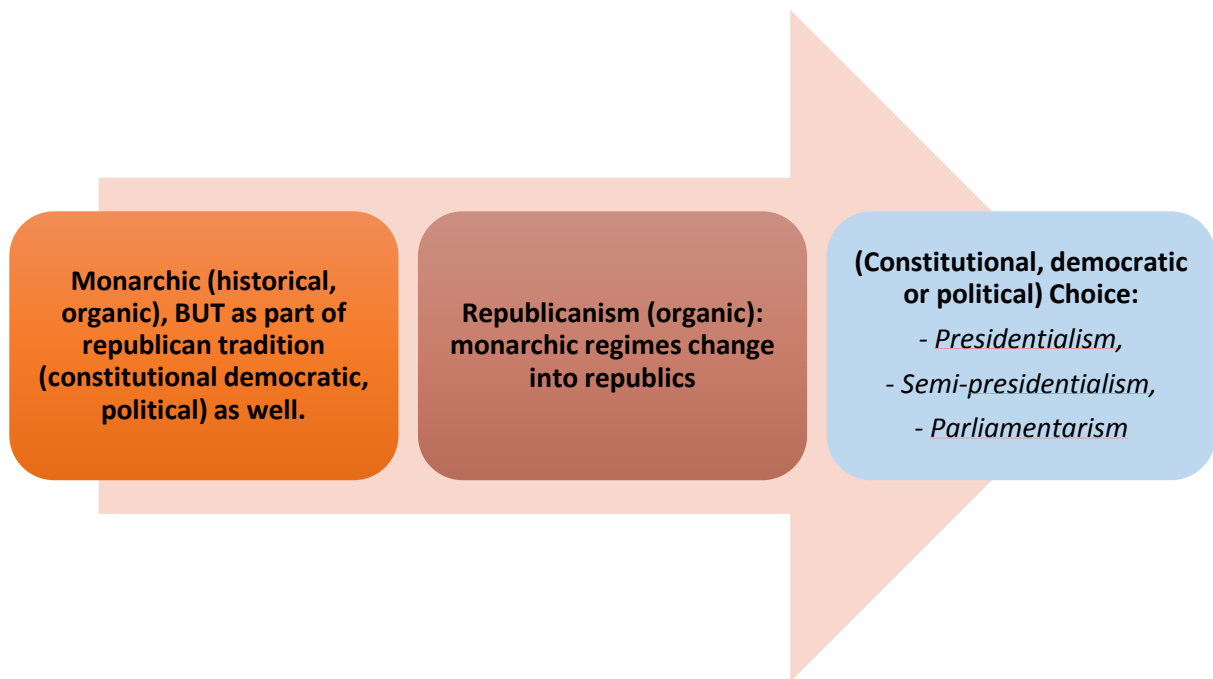 Monarchic (historical,
organic), BUT as part of
republican tradition
(constitutional democratic,
political) as well.
Republicanism (organic):
monarchic regimes change
into republics
(Constitutional, democratic
or political) Choice:
- Presidentialism,
- Semi-presidentialism,
- Parliamentarism